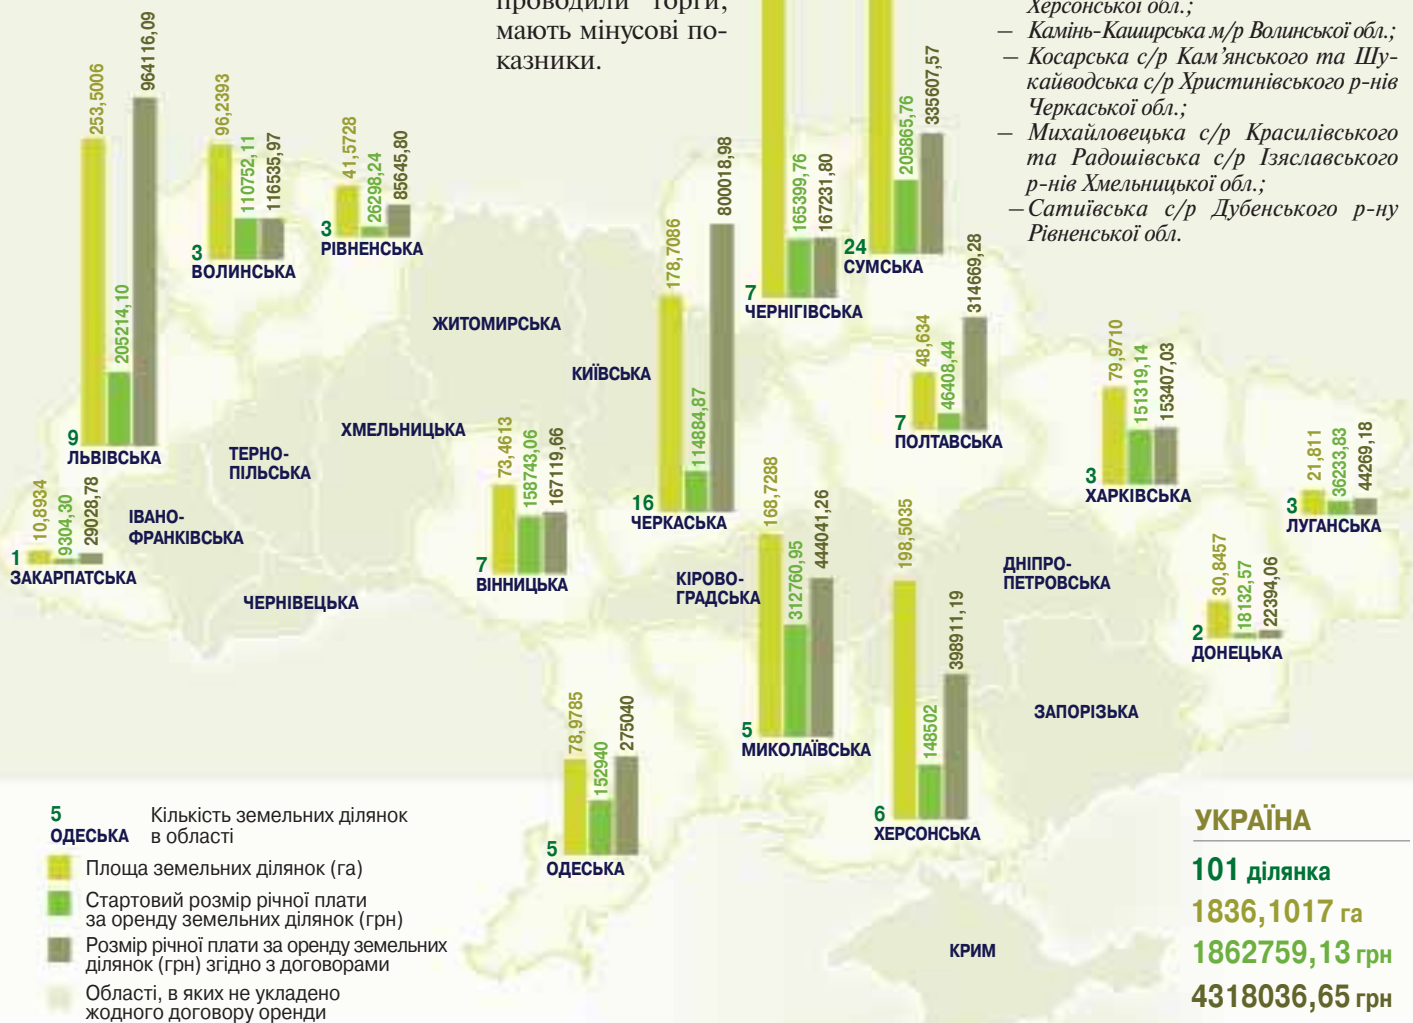 проводили торги,
мають мінусові по-
казники.
Херсонської обл.;
– Камінь-Каширська м/р Волинської обл.;
– Косарська с/р Кам’янського та Шу-
кайводська с/р Христинівського р-нів
Черкаської обл.;
– Михайловецька с/р Красилівського
та Радошівська с/р Ізяславського
р-нів Хмельницької обл.;
– Сатиївська с/р Дубенського р-ну
Рівненської обл.
253,5006
205214,10
964116,09
9
ЛЬВІВСЬКА
96,2393
110752,11
116535,97
3
ВОЛИНСЬКА
41,5728
26298,24
85645,80
3
РІВНЕНСЬКА
ЖИТОМИРСЬКА
КИЇВСЬКА
ХМЕЛЬНИЦЬКА
ТЕРНО-
ПІЛЬСЬКА
ІВАНО-
ФРАНКІВСЬКА
ЧЕРНІВЕЦЬКА
10,8934
9304,30
29028,78
1
ЗАКАРПАТСЬКА
73,4613
158743,06
167119,66
7
ВІННИЦЬКА
178,7086
114884,87
800018,98
16
ЧЕРКАСЬКА
165399,76
167231,80
7
ЧЕРНІГІВСЬКА
205865,76
335607,57
24
СУМСЬКА
48,634
46408,44
314669,28
7
ПОЛТАВСЬКА
79,9710
151319,14
153407,03
3
ХАРКІВСЬКА
21,811
36233,83
44269,18
3
ЛУГАНСЬКА
30,8457
18132,57
22394,06
2
ДОНЕЦЬКА
КІРОВО-
ГРАДСЬКА
168,7288
312760,95
444041,26
5
МИКОЛАЇВСЬКА
198,5035
148502
398911,19
6
ХЕРСОНСЬКА
ДНІПРО-
ПЕТРОВСЬКА
ЗАПОРІЗЬКА
78,9785
152940
275040
5
ОДЕСЬКА
КРИМ
5
ОДЕСЬКА
Кількість земельних ділянок
в області
Площа земельних ділянок (га)
Стартовий розмір річної плати
за оренду земельних ділянок (грн)
Розмір річної плати за оренду земельних
ділянок (грн) згідно з договорами
Області, в яких не укладено
жодного договору оренди
УКРАЇНА
101 ділянка
1836,1017 га
1862759,13 грн
4318036,65 грн